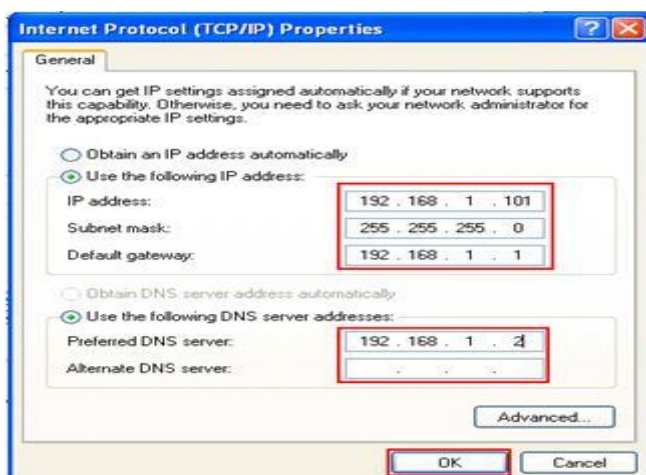 Internet Protocol (TCP/IP) Properties
General
You can get IP settings assigned automatically if your network supports
this capability. Otherwise, you need to ask your network administrator for
the appropriate IP settings.
Obtain an IP address automatically
Use the following IP address:
IP address: 192 . 168 . 1 . 101
Subnet mask: 255 . 255 . 255 . 0
Default gateway: 192 . 168 . 1 . 1
Obtain DNS server address automatically
Use the following DNS server addresses:
Preferred DNS server: 192 . 168 . 1 . 2
Alternate DNS server: . . .
Advanced...
OK Cancel